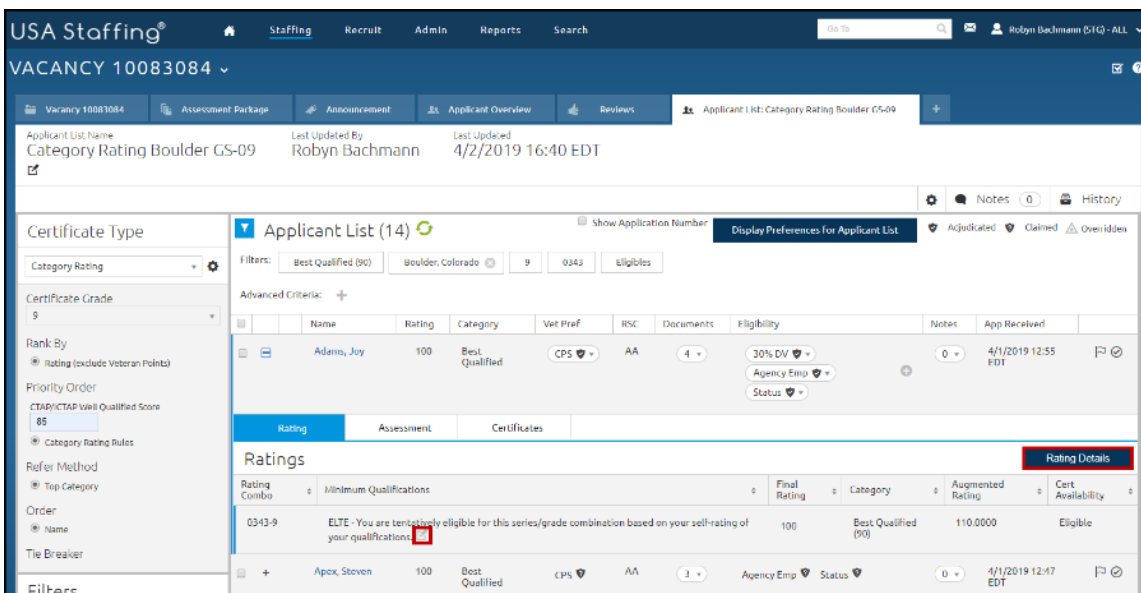 USA Staffing®
Staffing Recruit Admin Reports Search
Go To
Robyn Bachmann (STG) - ALL
VACANCY 10083084
Vacancy 10083084 Assessment Package Announcement Applicant Overview Reviews Applicant List: Category Rating Boulder GS-09 +
Applicant List Name Last Updated By Last Updated
Category Rating Boulder GS-09 Robyn Bachmann 4/2/2019 16:40 EDT
Notes 0 History
Certificate Type
Category Rating
Certificate Grade
9
Rank By
Rating (exclude Veteran Points)
Priority Order
CTAP/ICTAP Well Qualified Score
85
Category Rating Rules
Refer Method
Top Category
Order
Name
Tie Breaker
Filters
Applicant List (14)
Show Application Number
Display Preferences for Applicant List
Adjudicated Claimed Overridden
Filters: Best Qualified (90) Boulder, Colorado 9 0343 Eligibles
Advanced Criteria: +
Name Rating Category Vet Pref RSC Documents Eligibility Notes App Received
Adams, Joy 100 Best CPS AA 4 30% DV 0 4/1/2019 12:55
Qualified EDT
Agency Emp
Status
Rating Assessment Certificates
Ratings
Rating Details
Rating Combo Minimum Qualifications Final Rating Category Augmented Rating Cert Availability
0343-9 ELTE - You are tentatively eligible for this series/grade combination based on your self-rating of 100 Best Qualified 110.0000 Eligible
your qualifications. (90)
+ Apex, Steven 100 Best CPS AA 3 Agency Emp Status 0 4/1/2019 12:47
Qualified EDT